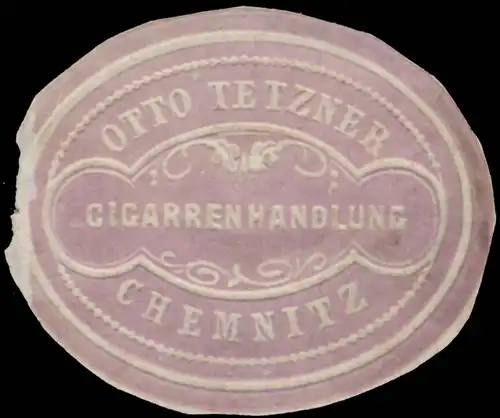 OTTO TETZNER
CIGARRENHANDLUNG
CHEMNITZ